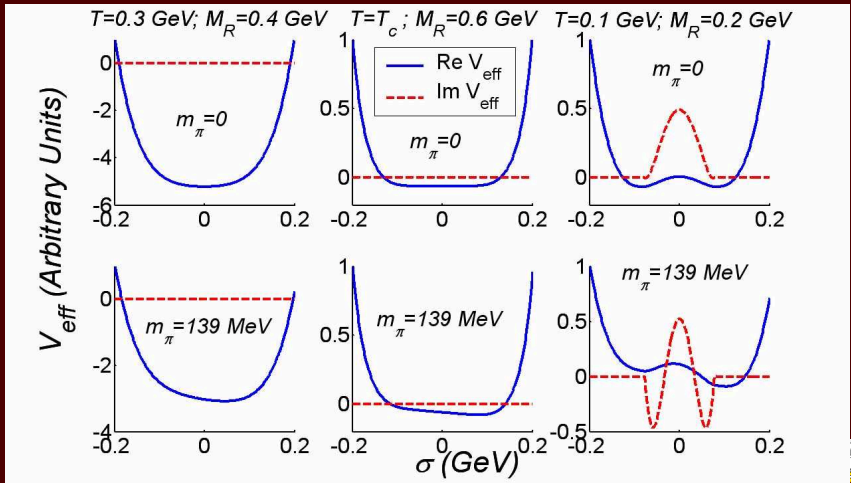 T=0.3 GeV; M_R=0.4 GeV
T=T_c ; M_R=0.6 GeV
T=0.1 GeV; M_R=0.2 GeV
0
-2
-4
-6
-0.2
0
0.2
m_π=0
1
0.5
0
-0.2
0
0.2
Re V_eff
Im V_eff
m_π=0
1
0.5
0
-0.2
0
0.2
m_π=0
V_eff (Arbitrary Units)
0
-2
-4
-0.2
0
0.2
m_π=139 MeV
1
0.5
0
-0.2
0
0.2
m_π=139 MeV
1
0.5
0
-0.5
-0.2
0
0.2
m_π=139 MeV
σ (GeV)